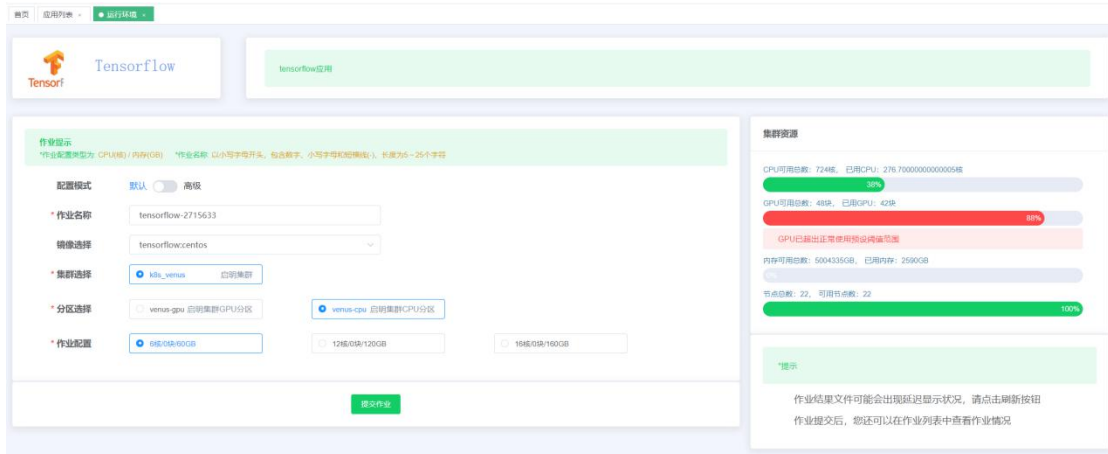 首页 应用列表 × ● 运行环境 ×
Tensorflow
Tensorf
tensorflow应用
作业提示
*作业配置类型为 CPU(核) / 内存(GB) *作业名称 以小写字母开头，包含数字、小写字母和短横线(-)，长度为5~25个字符
配置模式 默认 高级
* 作业名称 tensorflow-2715633
镜像选择 tensorflow:centos
* 集群选择 k8s_venus 启明集群
* 分区选择 venus-gpu 启明集群GPU分区 venus-cpu 启明集群CPU分区
* 作业配置 6核/0块/60GB 12核/0块/120GB 16核/0块/160GB
提交作业
集群资源
CPU可用总数：724核， 已用CPU：276.70000000000005核
38%
GPU可用总数：48块， 已用GPU：42块
88%
GPU已超出正常使用预设阈值范围
内存可用总数：5004335GB， 已用内存：2590GB
0%
节点总数：22， 可用节点数：22
100%
*提示
作业结果文件可能会出现延迟显示状况，请点击刷新按钮
作业提交后，您还可以在作业列表中查看作业情况